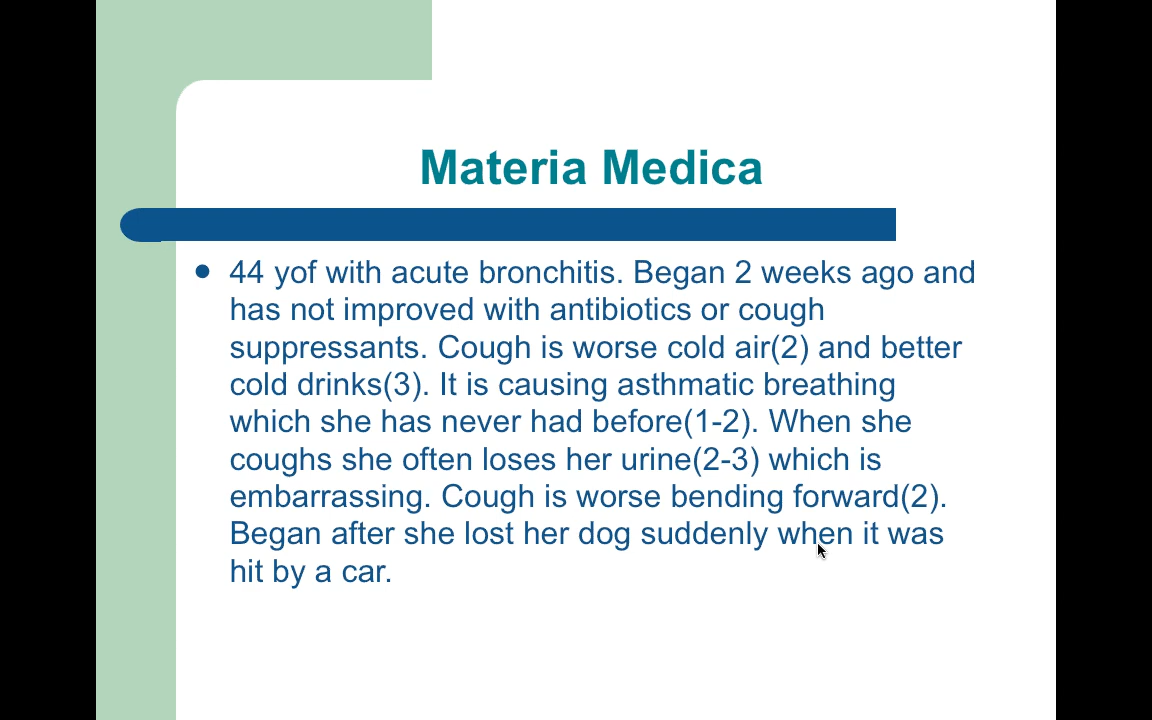 Materia Medica
44 yof with acute bronchitis. Began 2 weeks ago and
has not improved with antibiotics or cough
suppressants. Cough is worse cold air(2) and better
cold drinks(3). It is causing asthmatic breathing
which she has never had before(1-2). When she
coughs she often loses her urine(2-3) which is
embarrassing. Cough is worse bending forward(2).
Began after she lost her dog suddenly when it was
hit by a car.